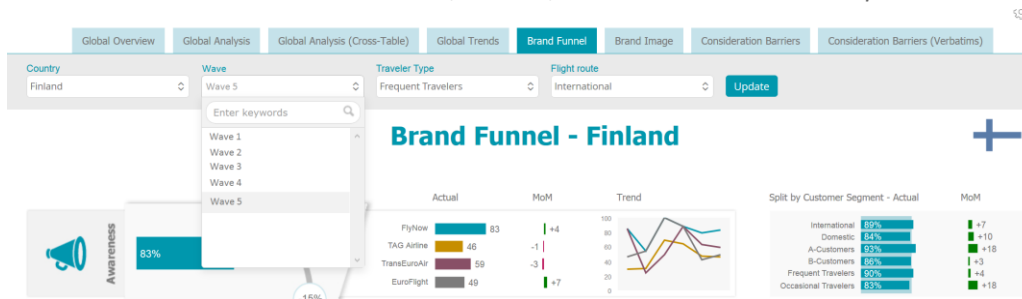 Global Overview
Global Analysis
Global Analysis (Cross-Table)
Global Trends
Brand Funnel
Brand Image
Consideration Barriers
Consideration Barriers (Verbatims)
Country
Wave
Traveler Type
Flight route
Finland
Wave 5
Frequent Travelers
International
Update
Enter keywords
Wave 1
Wave 2
Wave 3
Wave 4
Wave 5
Brand Funnel - Finland
Actual
MoM
Trend
Split by Customer Segment - Actual
MoM
Awareness
83%
15%
FlyNow 83 +4
TAG Airline 46 -1
TransEuroAir 59 -3
EuroFlight 49 +7
100
80
60
40
20
0
International 89% +7
Domestic 84% +10
A-Customers 93% +18
B-Customers 86% +3
Frequent Travelers 90% +4
Occasional Travelers 83% +18